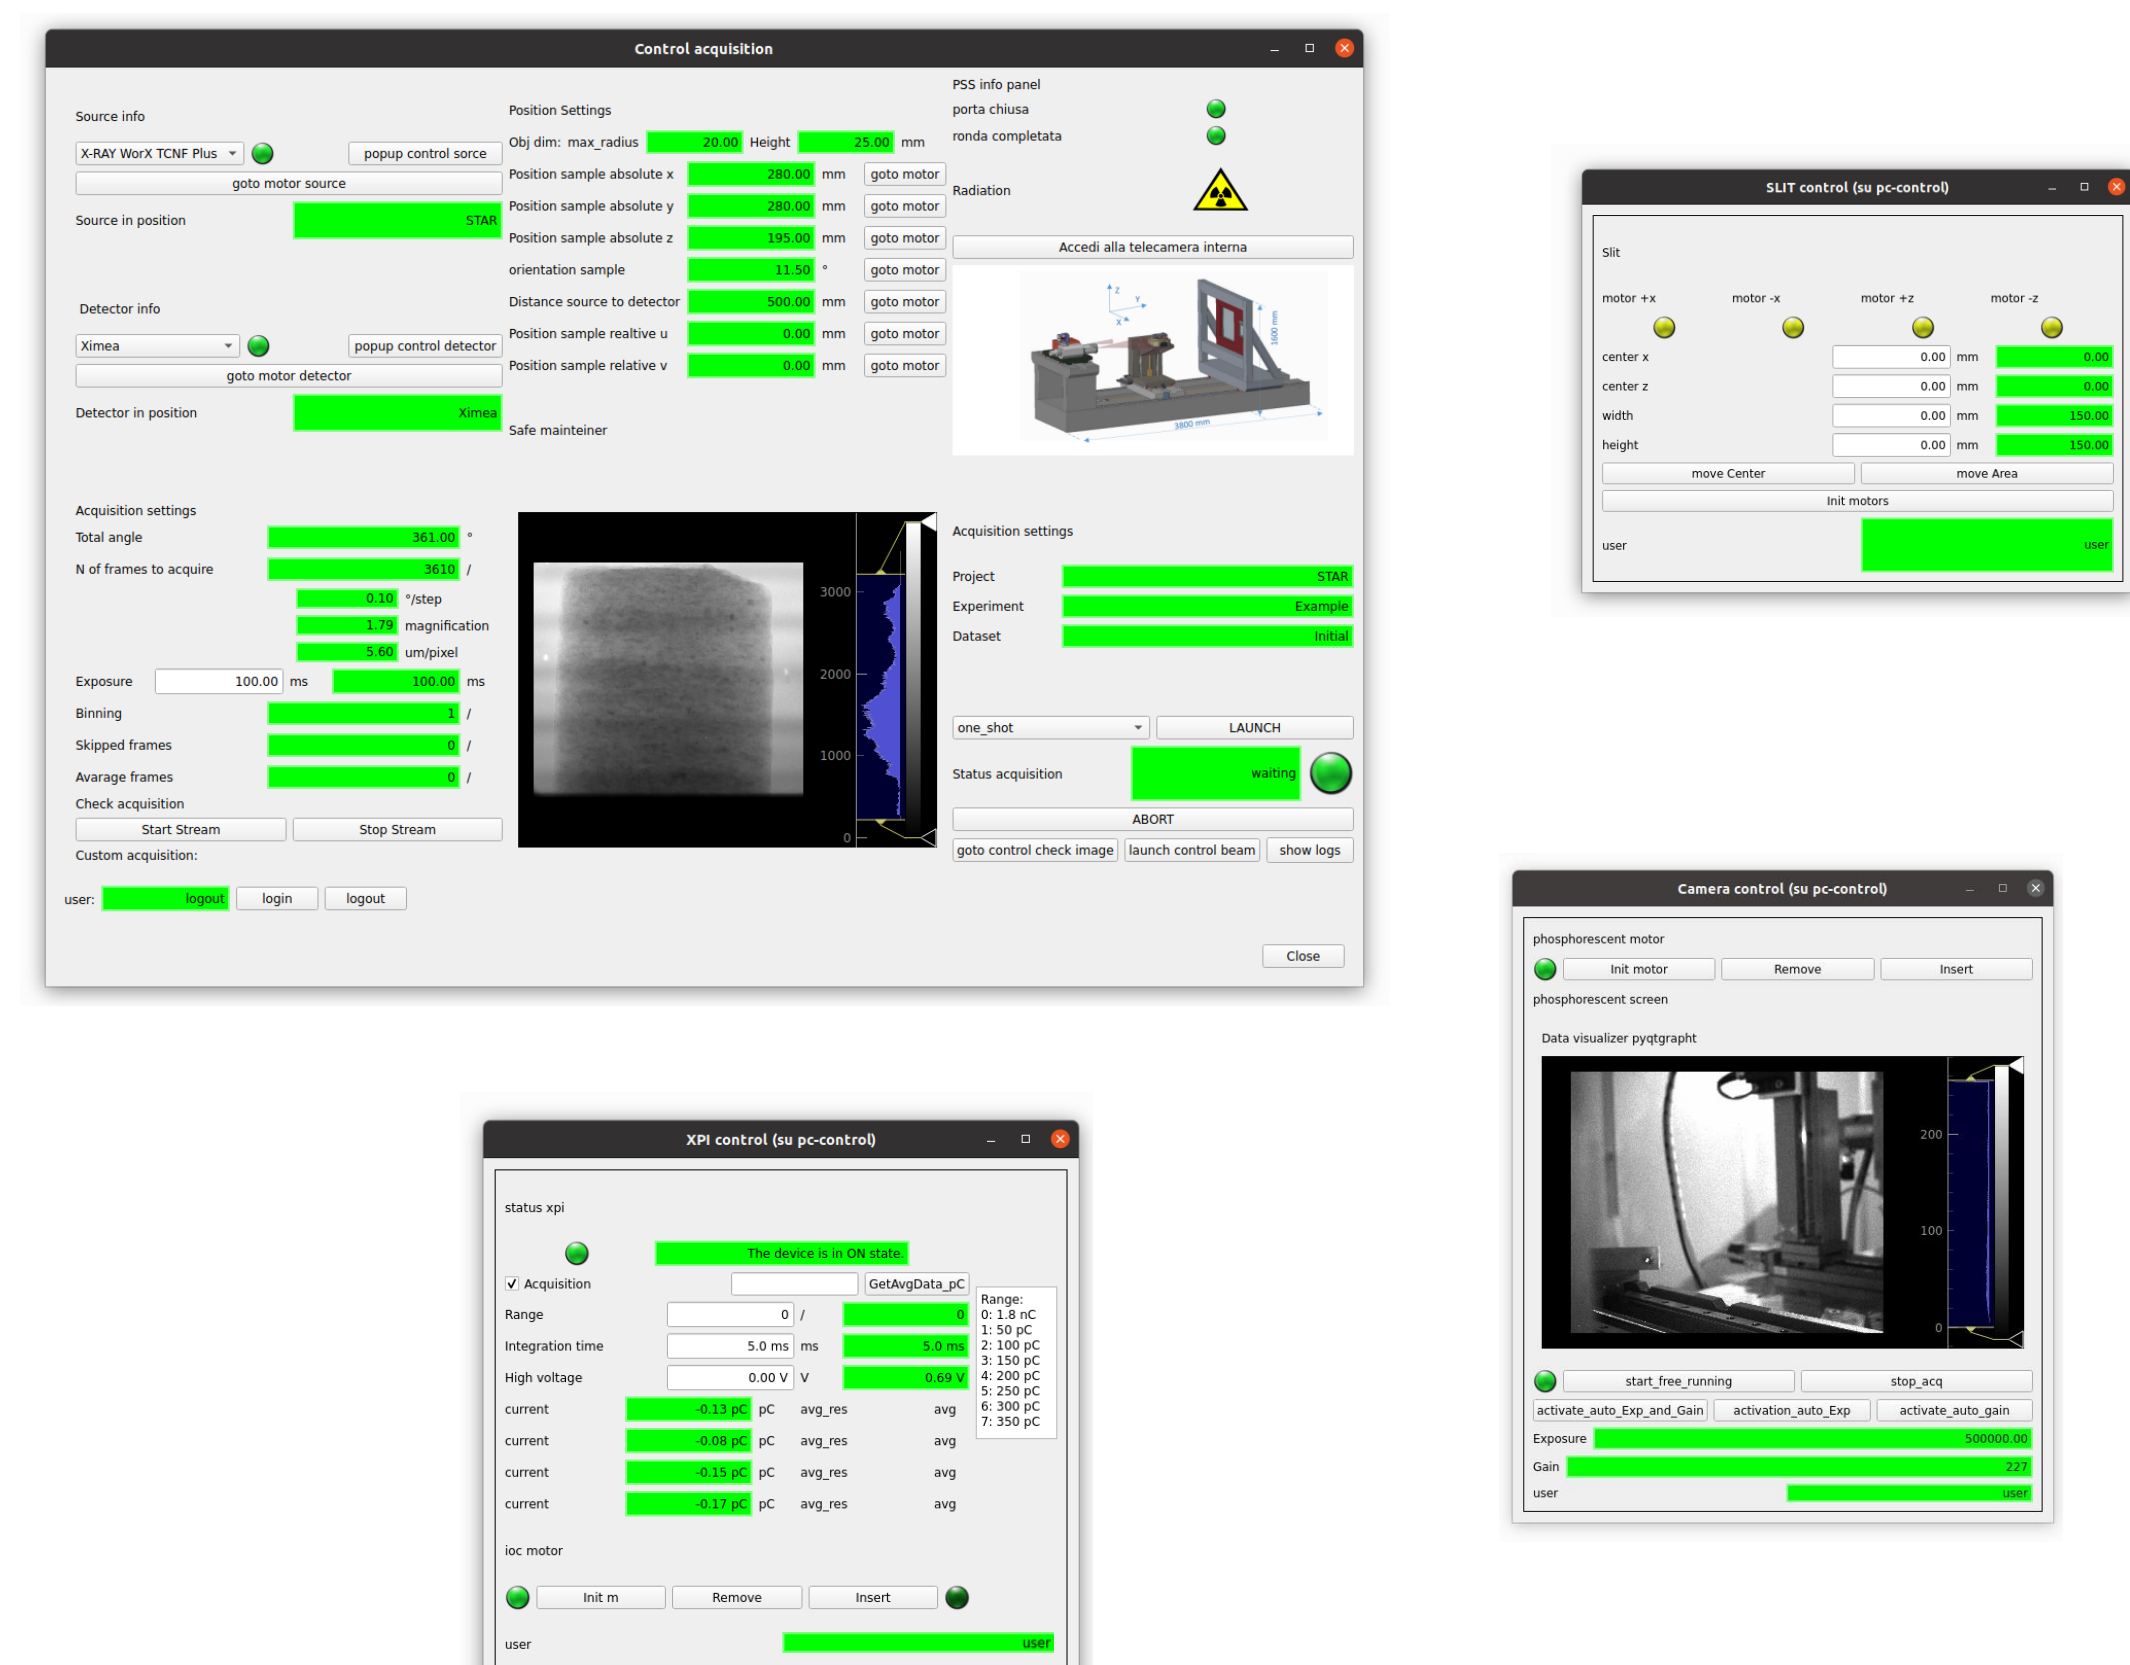 Control acquisition
Source info
X-RAY WorX TCNF Plus
popup control sorce
goto motor source
Source in position
STAR
Detector info
Ximea
popup control detector
goto motor detector
Detector in position
Ximea
Position Settings
Obj dim: max_radius 20.00 Height 25.00 mm
Position sample absolute x 280.00 mm goto motor
Position sample absolute y 280.00 mm goto motor
Position sample absolute z 195.00 mm goto motor
orientation sample 11.50 ° goto motor
Distance source to detector 500.00 mm goto motor
Position sample realtive u 0.00 mm goto motor
Position sample relative v 0.00 mm goto motor
Safe mainteiner
PSS info panel
porta chiusa
ronda completata
Radiation
Accedi alla telecamera interna
Z
Y
X
1600 mm
3800 mm
Acquisition settings
Total angle 361.00 °
N of frames to acquire 3610 /
0.10 °/step
1.79 magnification
5.60 um/pixel
Exposure 100.00 ms 100.00 ms
Binning 1 /
Skipped frames 0 /
Avarage frames 0 /
Check acquisition
Start Stream Stop Stream
Custom acquisition:
user: logout login logout
3000
2000
1000
0
Acquisition settings
Project STAR
Experiment Example
Dataset Initial
one_shot LAUNCH
Status acquisition waiting
ABORT
goto control check image launch control beam show logs
Close
SLIT control (su pc-control)
Slit
motor +x motor -x motor +z motor -z
center x 0.00 mm 0.00
center z 0.00 mm 0.00
width 0.00 mm 150.00
height 0.00 mm 150.00
move Center move Area
Init motors
user user
Camera control (su pc-control)
phosphorescent motor
Init motor Remove Insert
phosphorescent screen
Data visualizer pyqtgrapht
200
100
0
start_free_running stop_acq
activate_auto_Exp_and_Gain activation_auto_Exp activate_auto_gain
Exposure 500000.00
Gain 227
user user
XPI control (su pc-control)
status xpi
The device is in ON state.
Acquisition GetAvgData_pC
Range 0 / 0
Integration time 5.0 ms ms 5.0 ms
High voltage 0.00 V V 0.69 V
current -0.13 pC pC avg_res avg
current -0.08 pC pC avg_res avg
current -0.15 pC pC avg_res avg
current -0.17 pC pC avg_res avg
Range:
0: 1.8 nC
1: 50 pC
2: 100 pC
3: 150 pC
4: 200 pC
5: 250 pC
6: 300 pC
7: 350 pC
ioc motor
Init m Remove Insert
user user